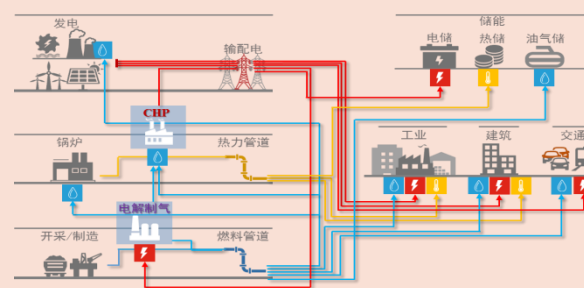 发电
储能
电储
热储
油气储
输配电
CHP
锅炉
热力管道
工业
建筑
交通
电解制气
开采/制造
燃料管道